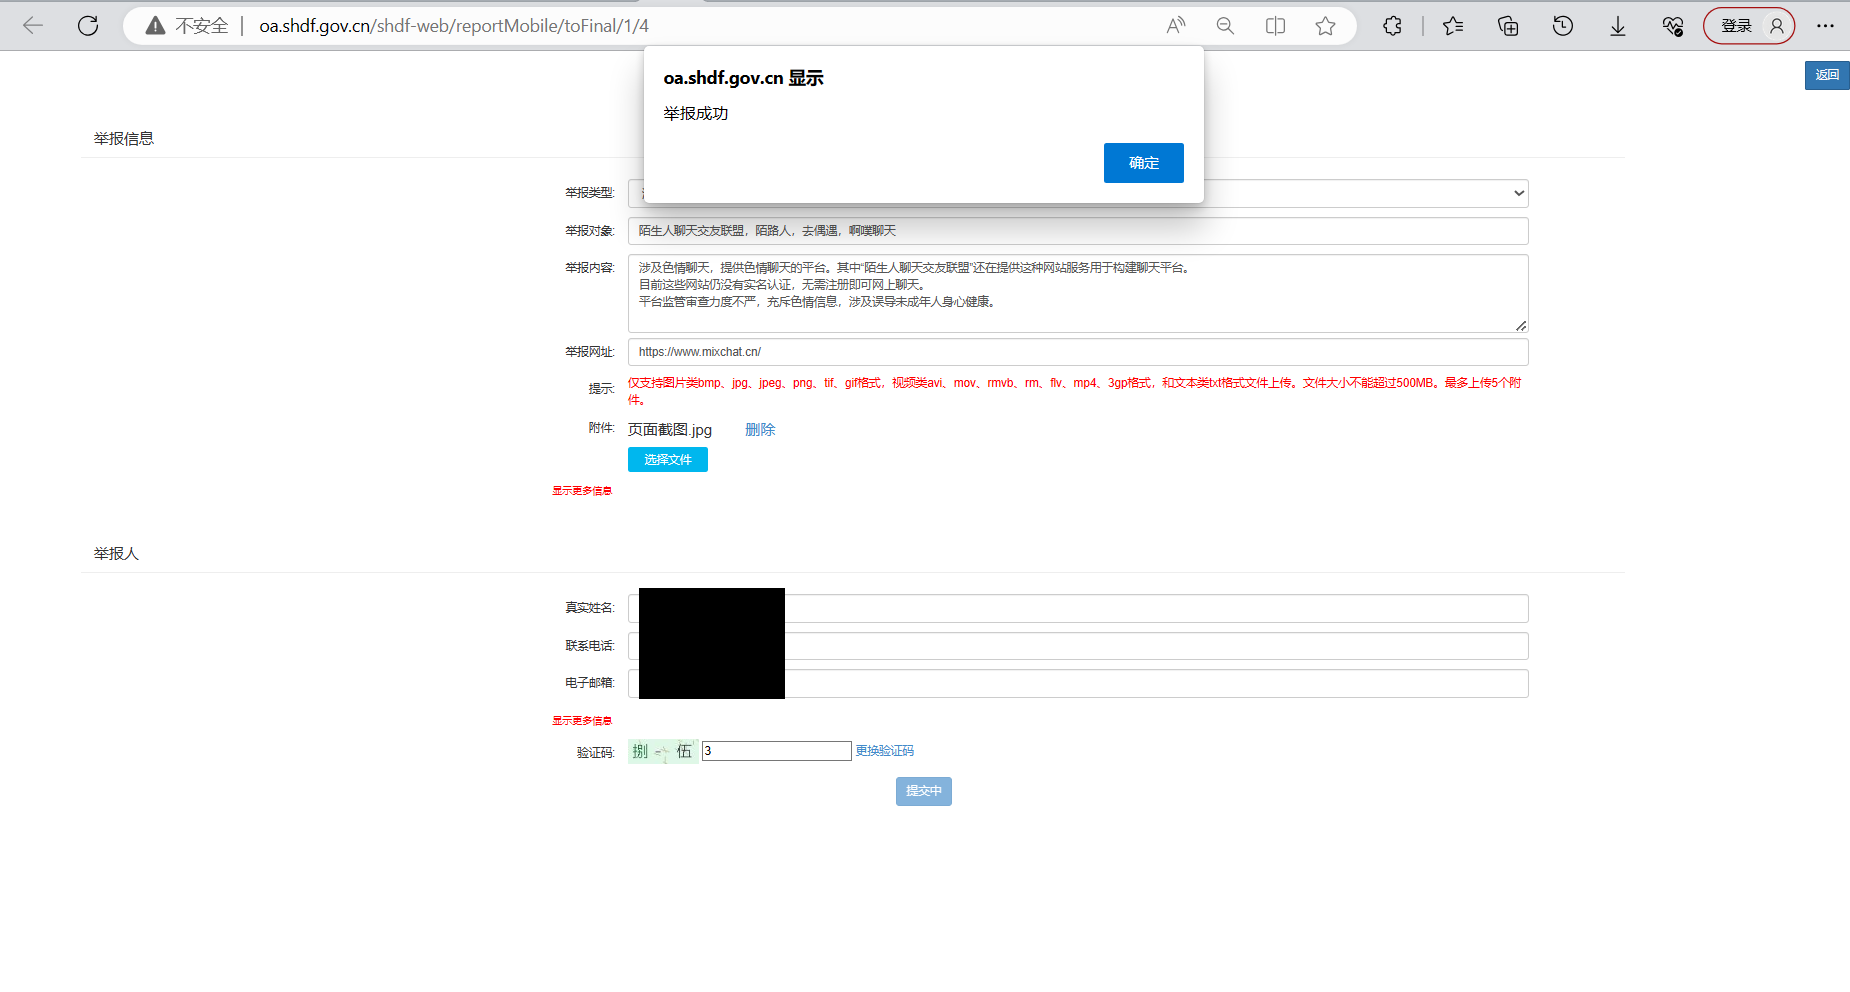 不安全 oa.shdf.gov.cn/shdf-web/reportMobile/toFinal/1/4
登录
oa.shdf.gov.cn 显示
举报成功
确定
返回
举报信息
举报类型:
举报对象: 陌生人聊天交友联盟，陌路人，去偶遇，啊噗聊天
举报内容: 涉及色情聊天，提供色情聊天的平台。其中“陌生人聊天交友联盟”还在提供这种网站服务用于构建聊天平台。
目前这些网站仍没有实名认证，无需注册即可网上聊天。
平台监管审查力度不严，充斥色情信息，涉及误导未成年人身心健康。
举报网址: https://www.mixchat.cn/
提示: 仅支持图片类bmp、jpg、jpeg、png、tif、gif格式，视频类avi、mov、rmvb、rm、flv、mp4、3gp格式，和文本类txt格式文件上传。文件大小不能超过500MB。最多上传5个附
件。
附件: 页面截图.jpg 删除
选择文件
显示更多信息
举报人
真实姓名:
联系电话:
电子邮箱:
显示更多信息
验证码: 捌 - 伍 3 更换验证码
提交中